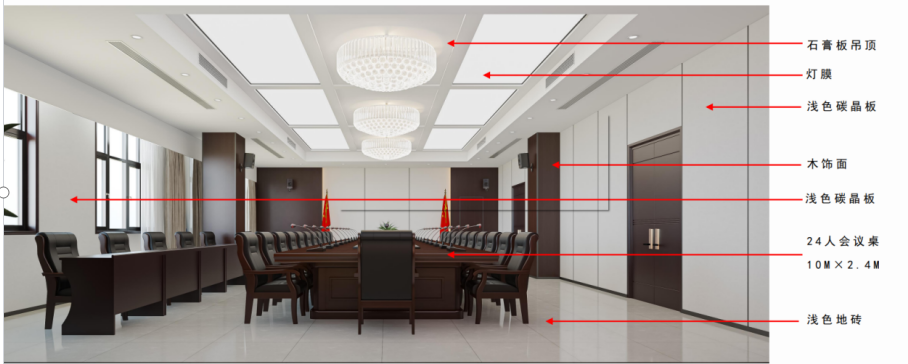 石膏板吊顶
灯膜
浅色碳晶板
木饰面
浅色碳晶板
24人会议桌
10M×2.4M
浅色地砖